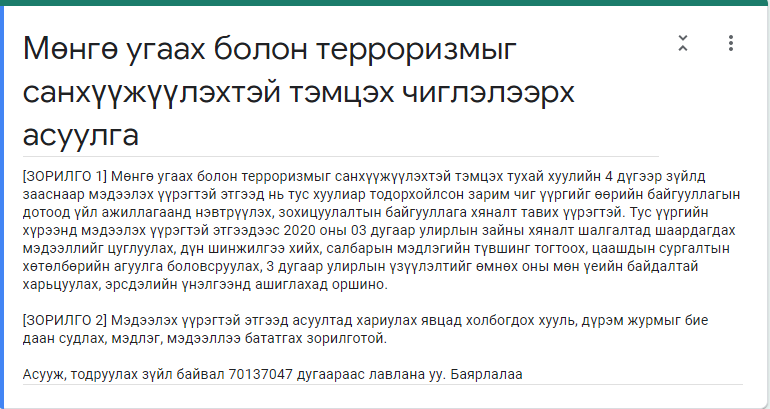 Мөнгө угаах болон терроризмыг
санхүүжүүлэхтэй тэмцэх чиглэлээрх
асуулга
[ЗОРИЛГО 1] Мөнгө угаах болон терроризмыг санхүүжүүлэхтэй тэмцэх тухай хуулийн 4 дүгээр зүйлд
зааснаар мэдээлэх үүрэгтэй этгээд нь тус хуулиар тодорхойлсон зарим чиг үүргийг өөрийн байгууллагын
дотоод үйл ажиллагаанд нэвтрүүлэх, зохицуулалтын байгууллага хяналт тавих үүрэгтэй. Тус үүргийн
хүрээнд мэдээлэх үүрэгтэй этгээдээс 2020 оны 03 дугаар улирлын зайны хяналт шалгалтад шаардагдах
мэдээллийг цуглуулах, дүн шинжилгээ хийх, салбарын мэдлэгийн түвшинг тогтоох, цаашдын сургалтын
хөтөлбөрийн агуулга боловсруулах, 3 дугаар улирлын үзүүлэлтийг өмнөх оны мөн үеийн байдалтай
харьцуулах, эрсдэлийн үнэлгээнд ашиглахад оршино.
[ЗОРИЛГО 2] Мэдээлэх үүрэгтэй этгээд асуултад хариулах явцад холбогдох хууль, дүрэм журмыг бие
даан судлах, мэдлэг, мэдээллээ бататгах зорилготой.
Асууж, тодруулах зүйл байвал 70137047 дугаараас лавлана уу. Баярлалаа